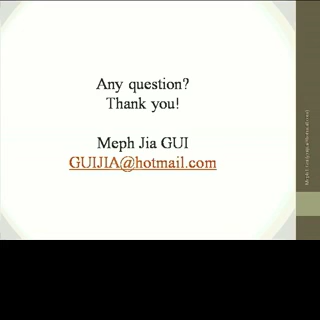 Any question?
Thank you!
Meph Jia GUI
GUIJIA@hotmail.com